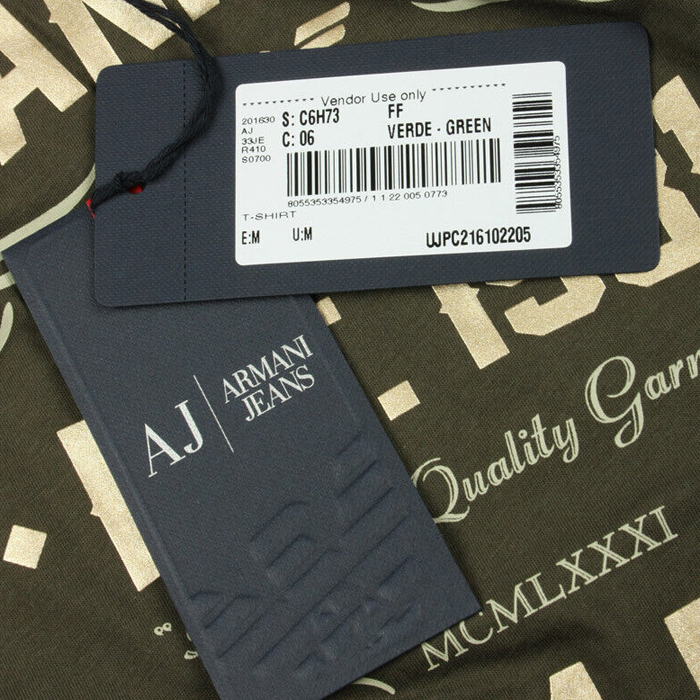 Vendor Use only
201630
AJ
33JE
R410
S0700
S: C6H73 FF
C: 06 VERDE - GREEN
8055353354975 / 1 1 22 005 0773
8055353354975
T-SHIRT
E:M U:M
WPC216102205
AJ ARMANI
JEANS
Quality Garm
MCMLXXXI